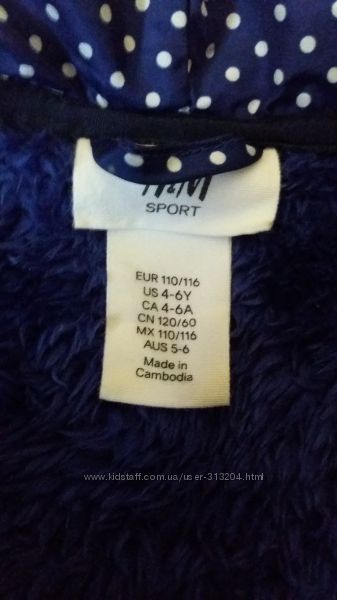 H&M
SPORT
EUR 110/116
US 4-6Y
CA 4-6A
CN 120/60
MX 110/116
AUS 5-6
Made in
Cambodia
www.kidstaff.com.ua/user-313204.html